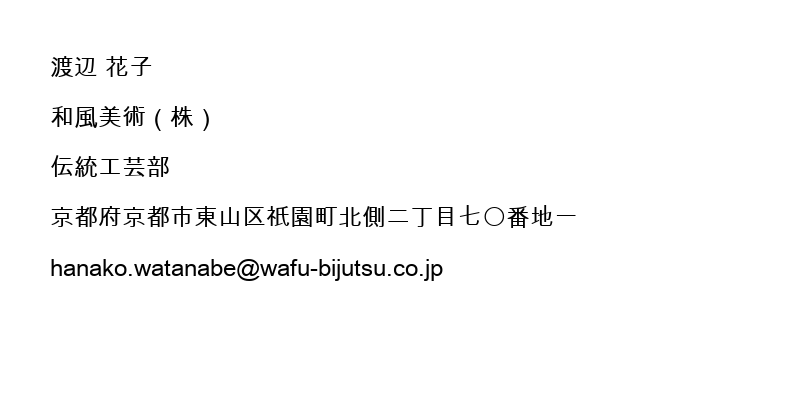 渡辺 花子
和風美術（株）
伝統工芸部
京都府京都市東山区祇園町北側二丁目七〇番地一
hanako.watanabe@wafu-bijutsu.co.jp